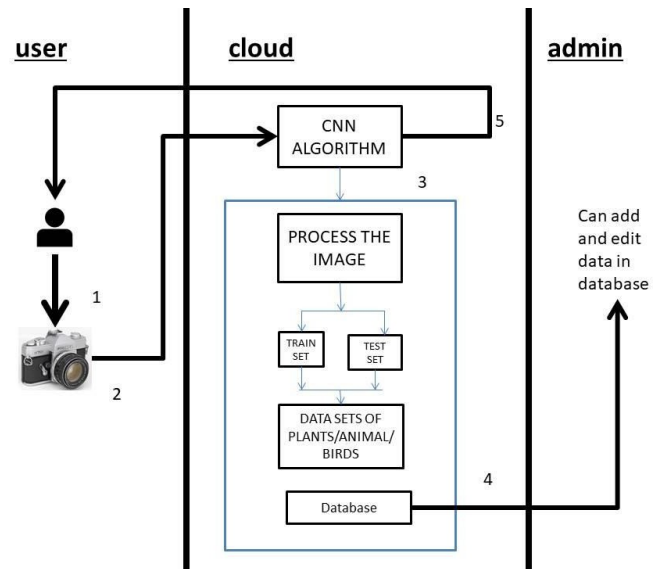 user
cloud
admin
CNN
ALGORITHM
5
3
PROCESS THE
IMAGE
Can add
and edit
data in
database
1
TRAIN
SET
TEST
SET
2
DATA SETS OF
PLANTS/ANIMAL/
BIRDS
4
Database